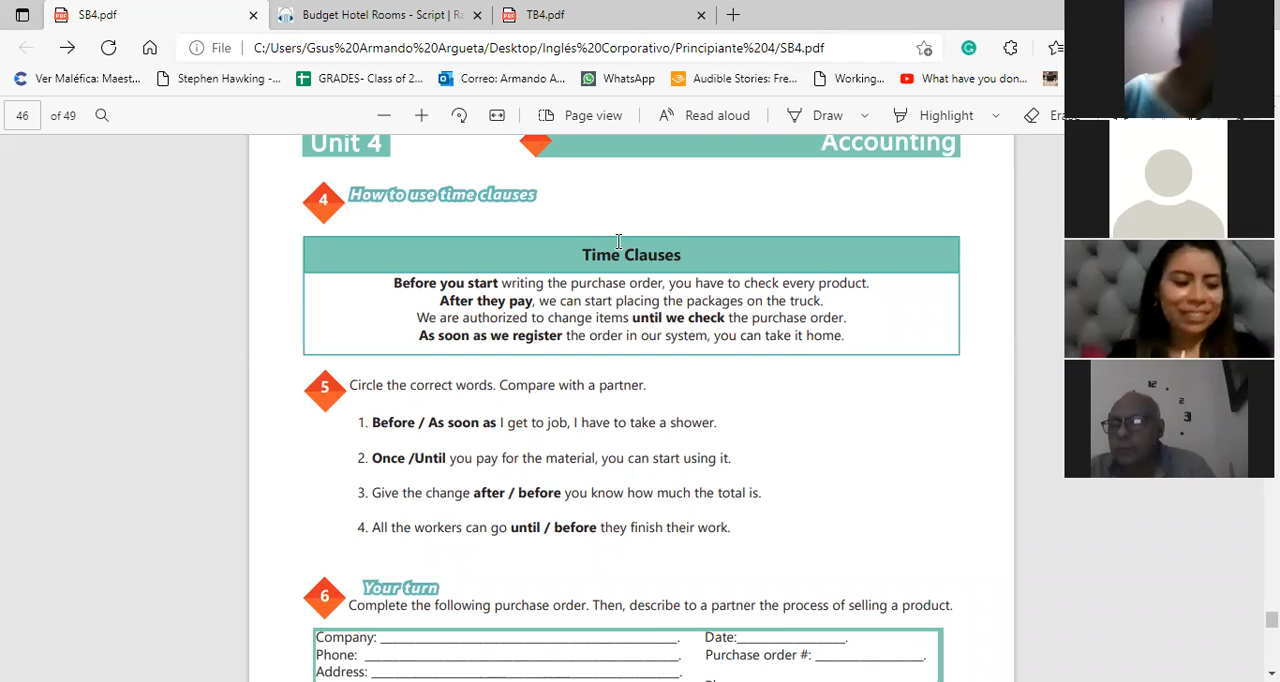 SB4.pdf
Budget Hotel Rooms - Script | Ra
TB4.pdf
File C:/Users/Gsus%20Armando%20Argueta/Desktop/Inglés%20Corporativo/Principiante%204/SB4.pdf
Ver Maléfica: Maest... Stephen Hawking -... GRADES- Class of 2... Correo: Armando A... WhatsApp Audible Stories: Fre... Working... What have you don...
46 of 49 Page view Read aloud Draw Highlight
Unit 4 Accounting
4 How to use time clauses
Time Clauses
Before you start writing the purchase order, you have to check every product.
After they pay, we can start placing the packages on the truck.
We are authorized to change items until we check the purchase order.
As soon as we register the order in our system, you can take it home.
5 Circle the correct words. Compare with a partner.
1. Before / As soon as I get to job, I have to take a shower.
2. Once /Until you pay for the material, you can start using it.
3. Give the change after / before you know how much the total is.
4. All the workers can go until / before they finish their work.
6 Your turn
Complete the following purchase order. Then, describe to a partner the process of selling a product.
Company: ________________________________. Date:______________.
Phone: __________________________________. Purchase order #: ______________.
Address: _________________________________.
12
2
3